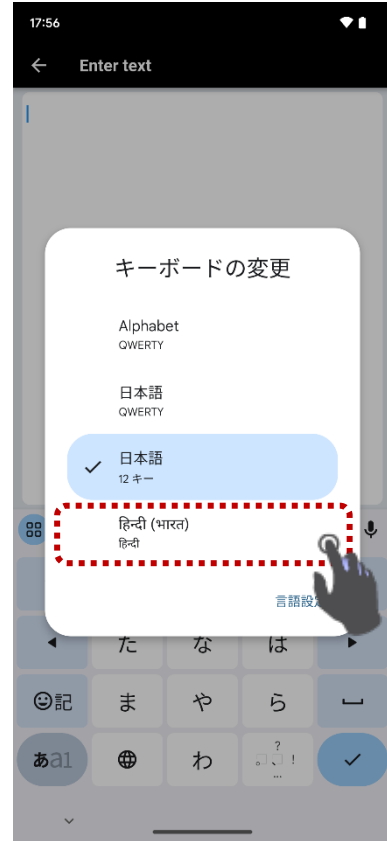 17:56
Enter text
キーボードの変更
Alphabet
QWERTY
日本語
QWERTY
日本語
12 キー
हिन्दी (भारत)
हिन्दी
言語設
た
な
は
記
ま
や
ら
あa1
わ
。、?!
...